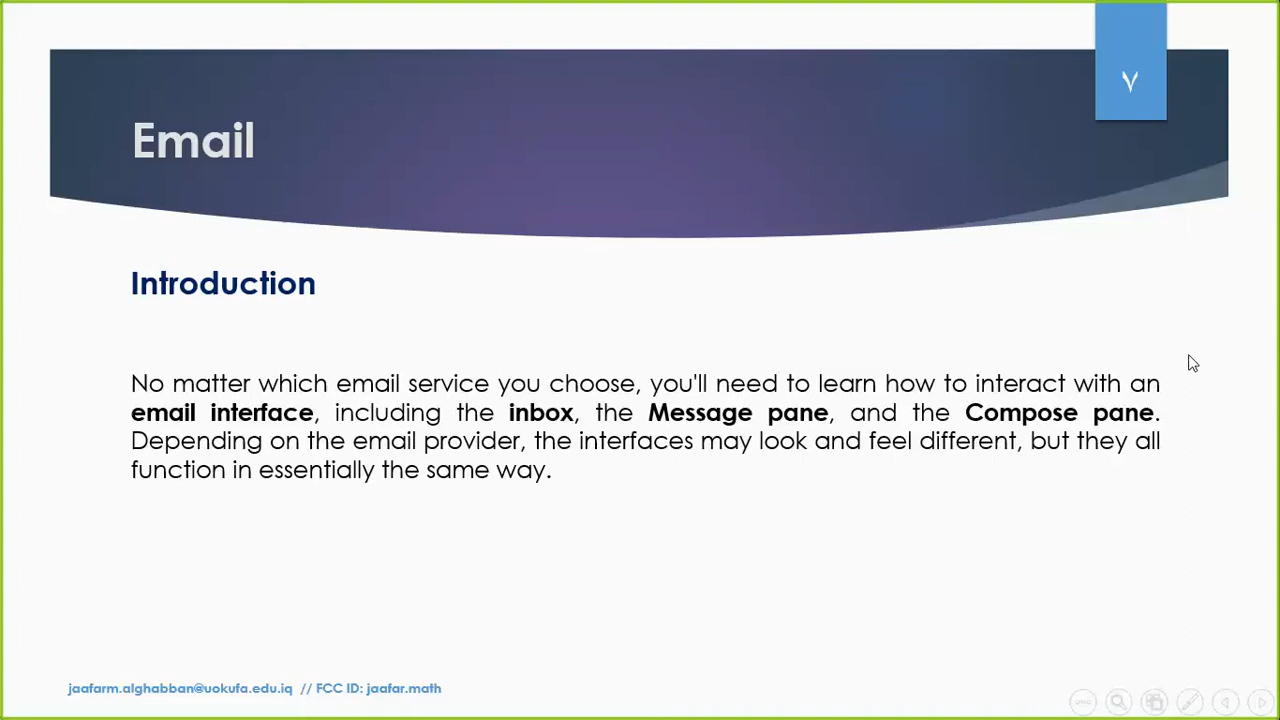 ٧
Email
Introduction
No matter which email service you choose, you'll need to learn how to interact with an
email interface, including the inbox, the Message pane, and the Compose pane.
Depending on the email provider, the interfaces may look and feel different, but they all
function in essentially the same way.
jaafarm.alghabban@uokufa.edu.iq // FCC ID: jaafar.math